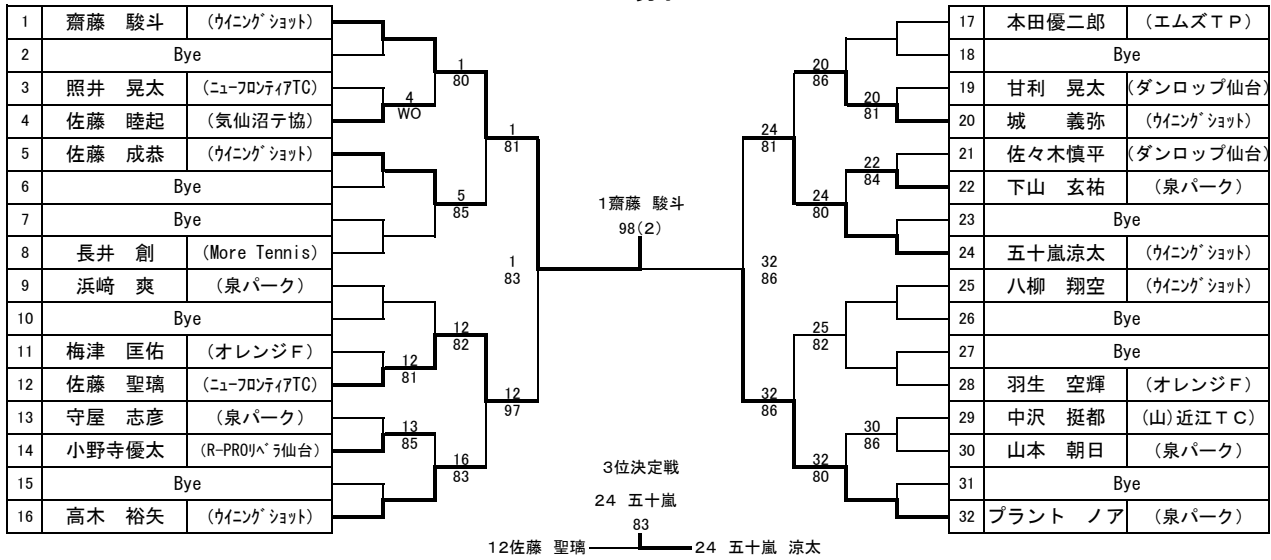 1 齋藤　駿斗 (ｳｲﾆﾝｸﾞｼｮｯﾄ)
2 Bye
3 照井　晃太 (ﾆｭｰﾌﾛﾝﾃｨｱTC)
4 佐藤　睦起 (気仙沼テ協)
5 佐藤　成恭 (ｳｲﾆﾝｸﾞｼｮｯﾄ)
6 Bye
7 Bye
8 長井　創 (More Tennis)
9 浜﨑　爽 (泉パーク)
10 Bye
11 梅津　匡佑 (オレンジＦ)
12 佐藤　聖璃 (ﾆｭｰﾌﾛﾝﾃｨｱTC)
13 守屋　志彦 (泉パーク)
14 小野寺優太 (R-PROﾘﾍﾞﾗ仙台)
15 Bye
16 高木　裕矢 (ｳｲﾆﾝｸﾞｼｮｯﾄ)
4
WO
12
81
13
85
1
80
5
85
12
82
16
83
1
81
12
97
1
83
1齋藤　駿斗
98(2)
32
86
24
81
32
86
20
86
24
80
25
82
32
80
20
81
22
84
30
86
17 本田優二郎 (エムズＴＰ)
18 Bye
19 甘利　晃太 (ダンロップ仙台)
20 城　　義弥 (ｳｲﾆﾝｸﾞｼｮｯﾄ)
21 佐々木慎平 (ダンロップ仙台)
22 下山　玄祐 (泉パーク)
23 Bye
24 五十嵐涼太 (ｳｲﾆﾝｸﾞｼｮｯﾄ)
25 八柳　翔空 (ｳｲﾆﾝｸﾞｼｮｯﾄ)
26 Bye
27 Bye
28 羽生　空輝 (オレンジＦ)
29 中沢　挺都 (山)近江ＴＣ)
30 山本　朝日 (泉パーク)
31 Bye
32 プラント　ノア (泉パーク)
3位決定戦
24 五十嵐
83
12佐藤 聖璃 24 五十嵐 涼太